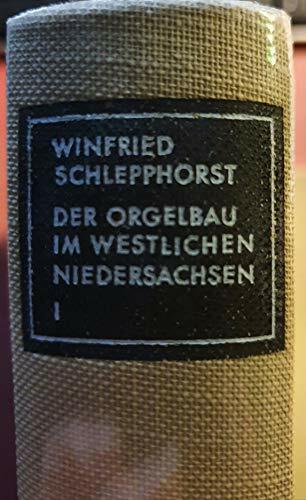 WINFRIED
SCHLEPPHORST
DER ORGELBAU
IM WESTLICHEN
NIEDERSACHSEN
I